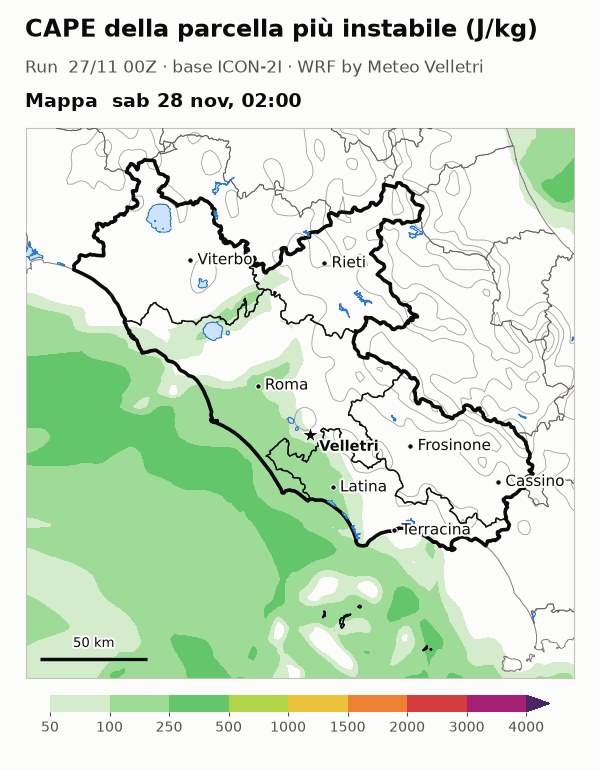 CAPE della parcella più instabile (J/kg)
Run  27/11 00Z · base ICON-2I · WRF by Meteo Velletri
Mappa  sab 28 nov, 02:00
Viterbo
Rieti
Roma
Velletri
Frosinone
Cassino
Latina
Terracina
50 km
50 100 250 500 1000 1500 2000 3000 4000